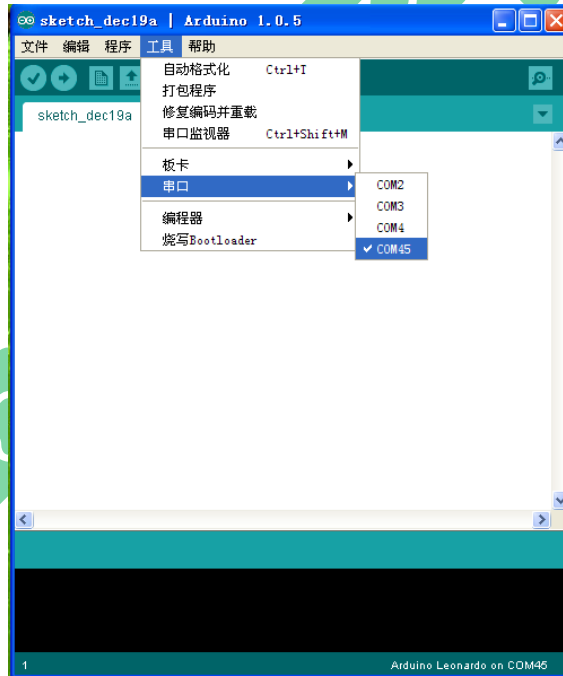 sketch_dec19a | Arduino 1.0.5
文件 编辑 程序 工具 帮助
sketch_dec19a
自动格式化 Ctrl+T
打包程序
修复编码并重载
串口监视器 Ctrl+Shift+M
板卡
串口
编程器
烧写Bootloader
COM2
COM3
COM4
COM45
1 Arduino Leonardo on COM45